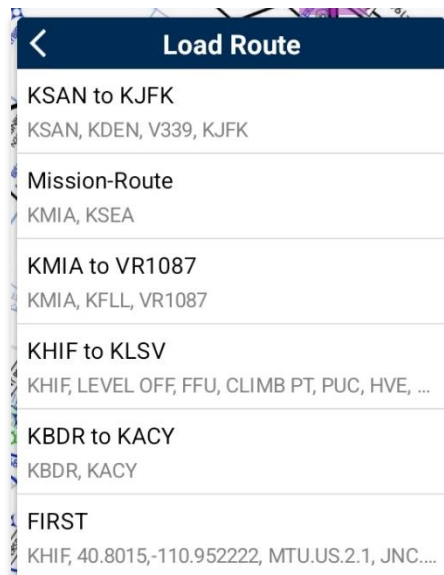 Load Route
KSAN to KJFK
KSAN, KDEN, V339, KJFK
Mission-Route
KMIA, KSEA
KMIA to VR1087
KMIA, KFLL, VR1087
KHIF to KLSV
KHIF, LEVEL OFF, FFU, CLIMB PT, PUC, HVE, ...
KBDR to KACY
KBDR, KACY
FIRST
KHIF, 40.8015,-110.952222, MTU.US.2.1, JNC....